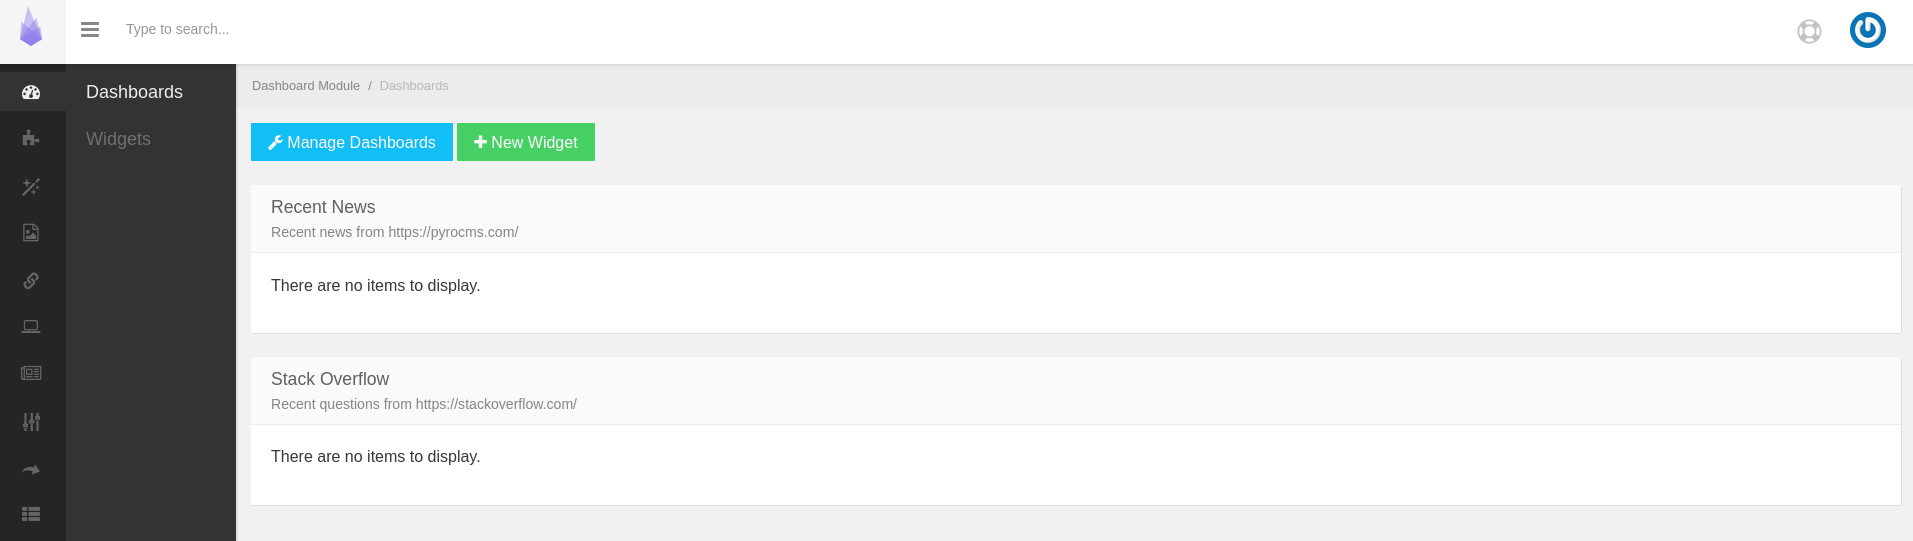 Type to search...
Dashboards
Widgets
Dashboard Module / Dashboards
Manage Dashboards New Widget
Recent News
Recent news from https://pyrocms.com/
There are no items to display.
Stack Overflow
Recent questions from https://stackoverflow.com/
There are no items to display.